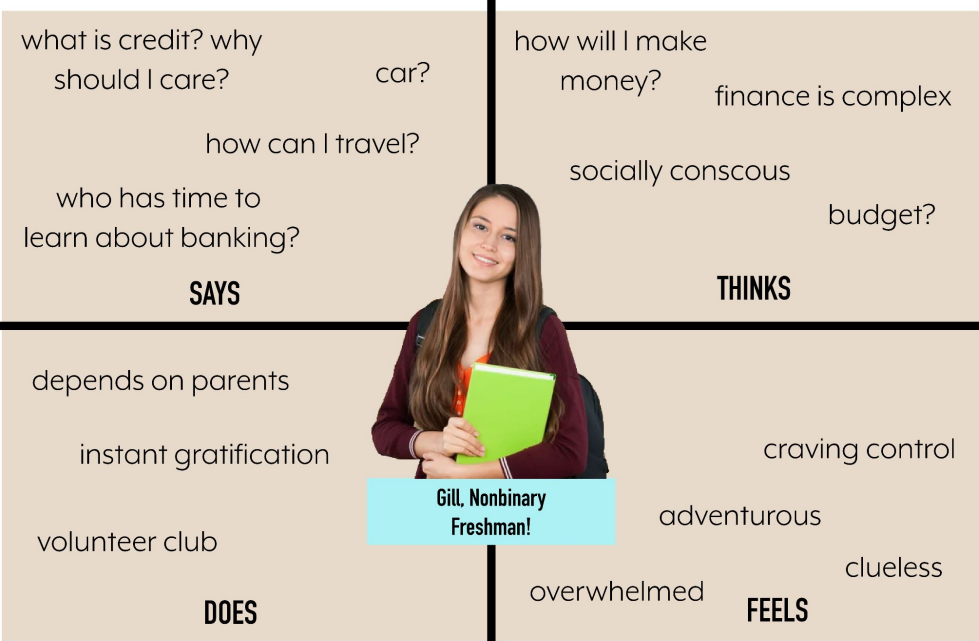 what is credit? why
should I care?
car?
how can I travel?
who has time to
learn about banking?
SAYS
how will I make
money?
finance is complex
socially conscous
budget?
THINKS
depends on parents
instant gratification
volunteer club
DOES
Gill, Nonbinary
Freshman!
craving control
adventurous
clueless
overwhelmed
FEELS